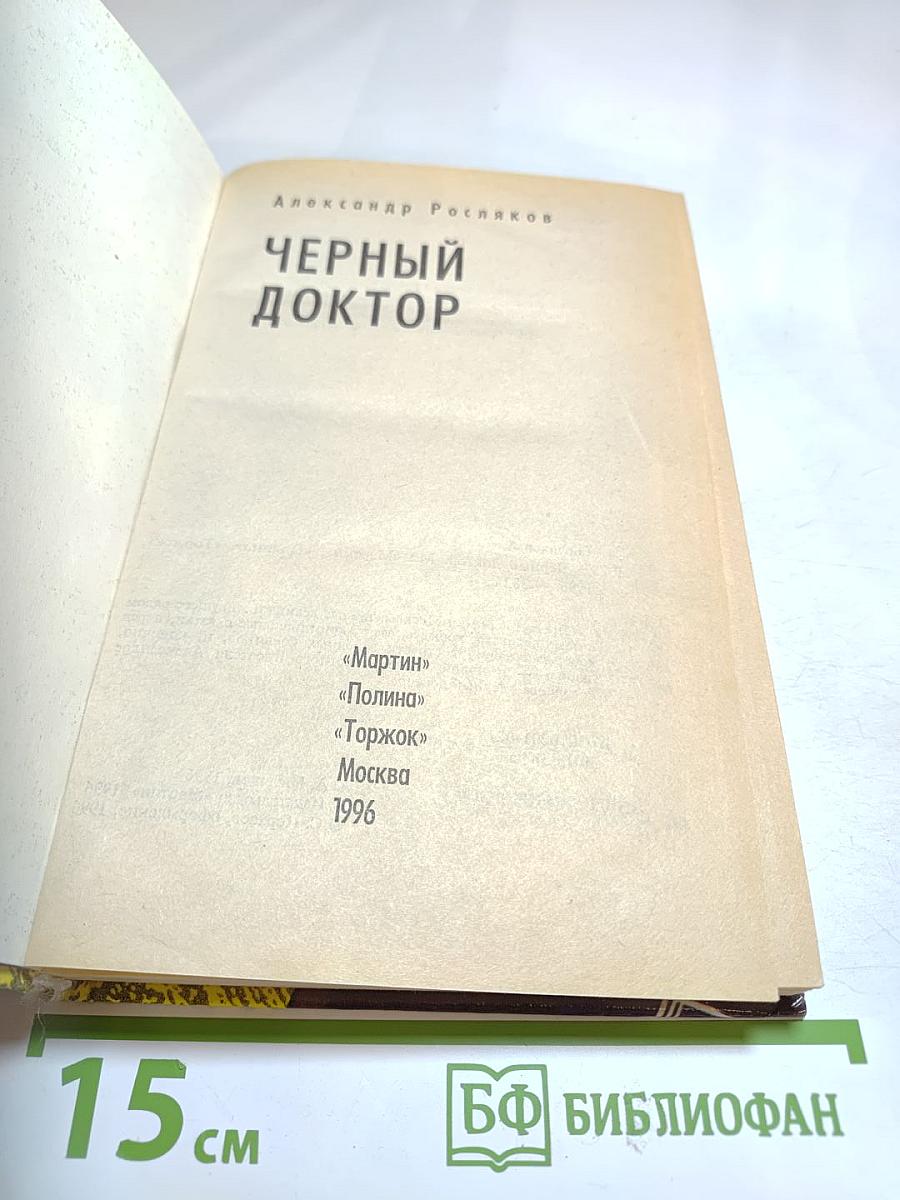 Александр Росляков
ЧЕРНЫЙ
ДОКТОР
«Мартин»
«Полина»
«Торжок»
Москва
1996
15 см
БФ БИБЛИОФАН